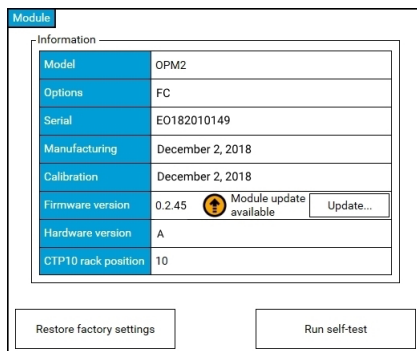 Module
Information
Model OPM2
Options FC
Serial EO182010149
Manufacturing December 2, 2018
Calibration December 2, 2018
Firmware version 0.2.45 Module update available Update...
Hardware version A
CTP10 rack position 10
Restore factory settings Run self-test